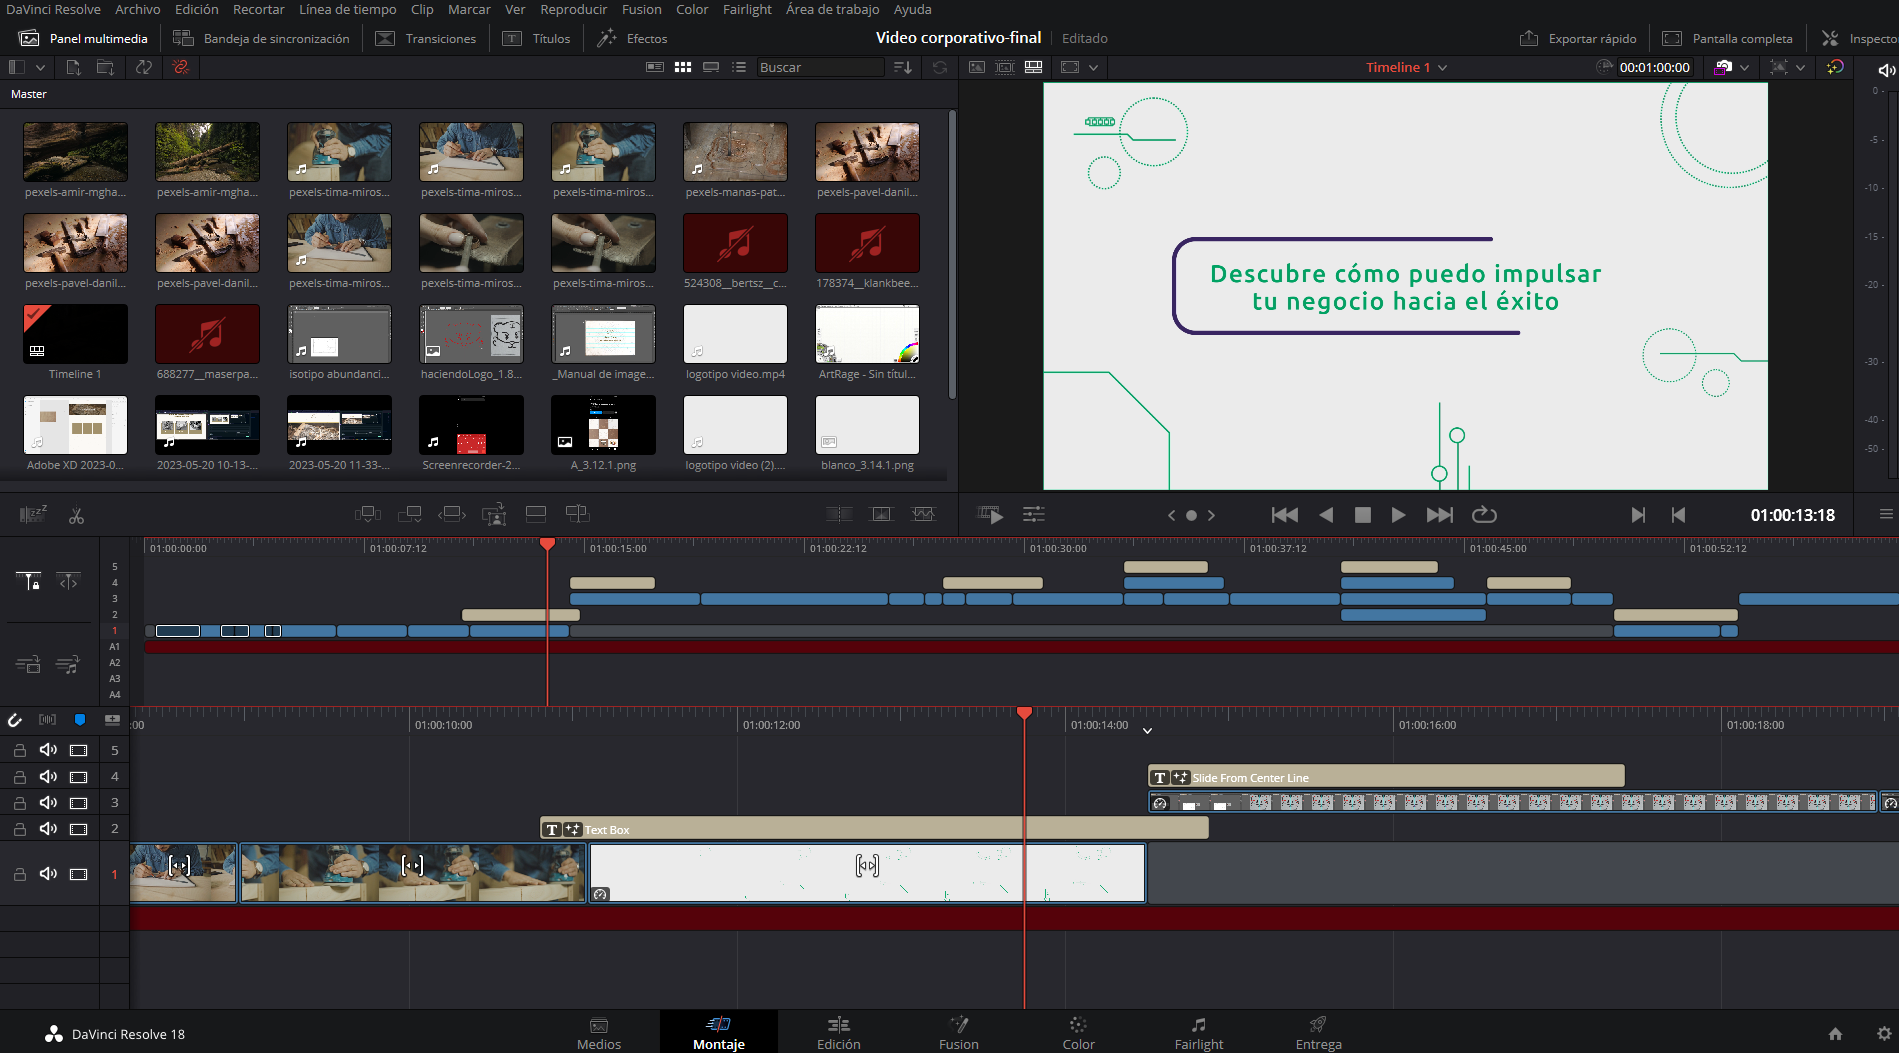 DaVinci Resolve Archivo Edición Recortar Línea de tiempo Clip Marcar Ver Reproducir Fusion Color Fairlight Área de trabajo Ayuda
Panel multimedia Bandeja de sincronización Transiciones Títulos Efectos Video corporativo-final Editado Exportar rápido Pantalla completa Inspecto
Buscar Timeline 1 00:01:00:00
Master
pexels-amir-mgha... pexels-amir-mgha... pexels-tima-miros... pexels-tima-miros... pexels-tima-miros... pexels-manas-pat... pexels-pavel-danil...
pexels-pavel-danil... pexels-pavel-danil... pexels-tima-miros... pexels-tima-miros... pexels-tima-miros... 524308__bertsz__c... 178374__klankbee...
Timeline 1 688277__maserpa... isotipo abundanci... haciendoLogo_1.8... _Manual de image... logotipo video.mp4 ArtRage - Sin títul...
Adobe XD 2023-0... 2023-05-20 10-13-... 2023-05-20 11-33-... Screenrecorder-2... A_3.12.1.png logotipo video (2).... blanco_3.14.1.png
Descubre cómo puedo impulsar
tu negocio hacia el éxito
0 -
-5 -
-10 -
-15 -
-20 -
-30 -
-40 -
-50 -
01:00:13:18
01:00:00:00 01:00:07:12 01:00:15:00 01:00:22:12 01:00:30:00 01:00:37:12 01:00:45:00 01:00:52:12
5
4
3
2
1
A1
A2
A3
A4
:00 01:00:10:00 01:00:12:00 01:00:14:00 01:00:16:00 01:00:18:00
5
4 T Slide From Center Line
3
2 T Text Box
1
DaVinci Resolve 18
Medios Montaje Edición Fusion Color Fairlight Entrega